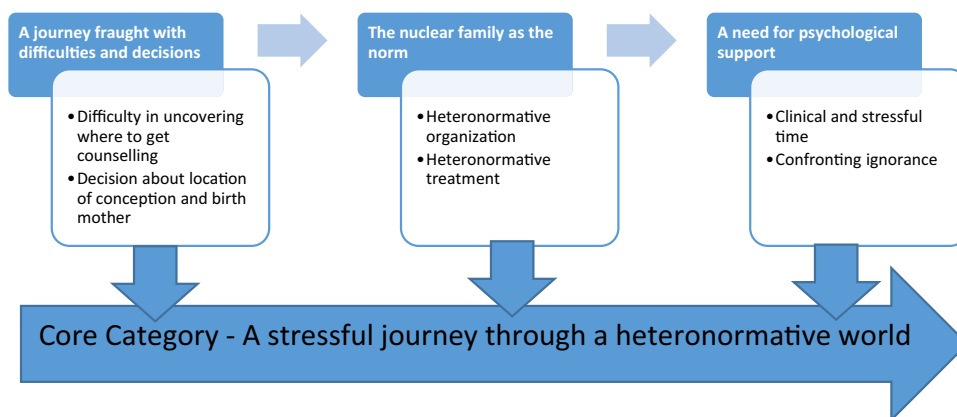 A journey fraught with
difficulties and decisions
• Difficulty in uncovering
where to get
counselling
• Decision about location
of conception and birth
mother
The nuclear family as the
norm
• Heteronormative
organization
• Heteronormative
treatment
A need for psychological
support
• Clinical and stressful
time
• Confronting ignorance
Core Category - A stressful journey through a heteronormative world